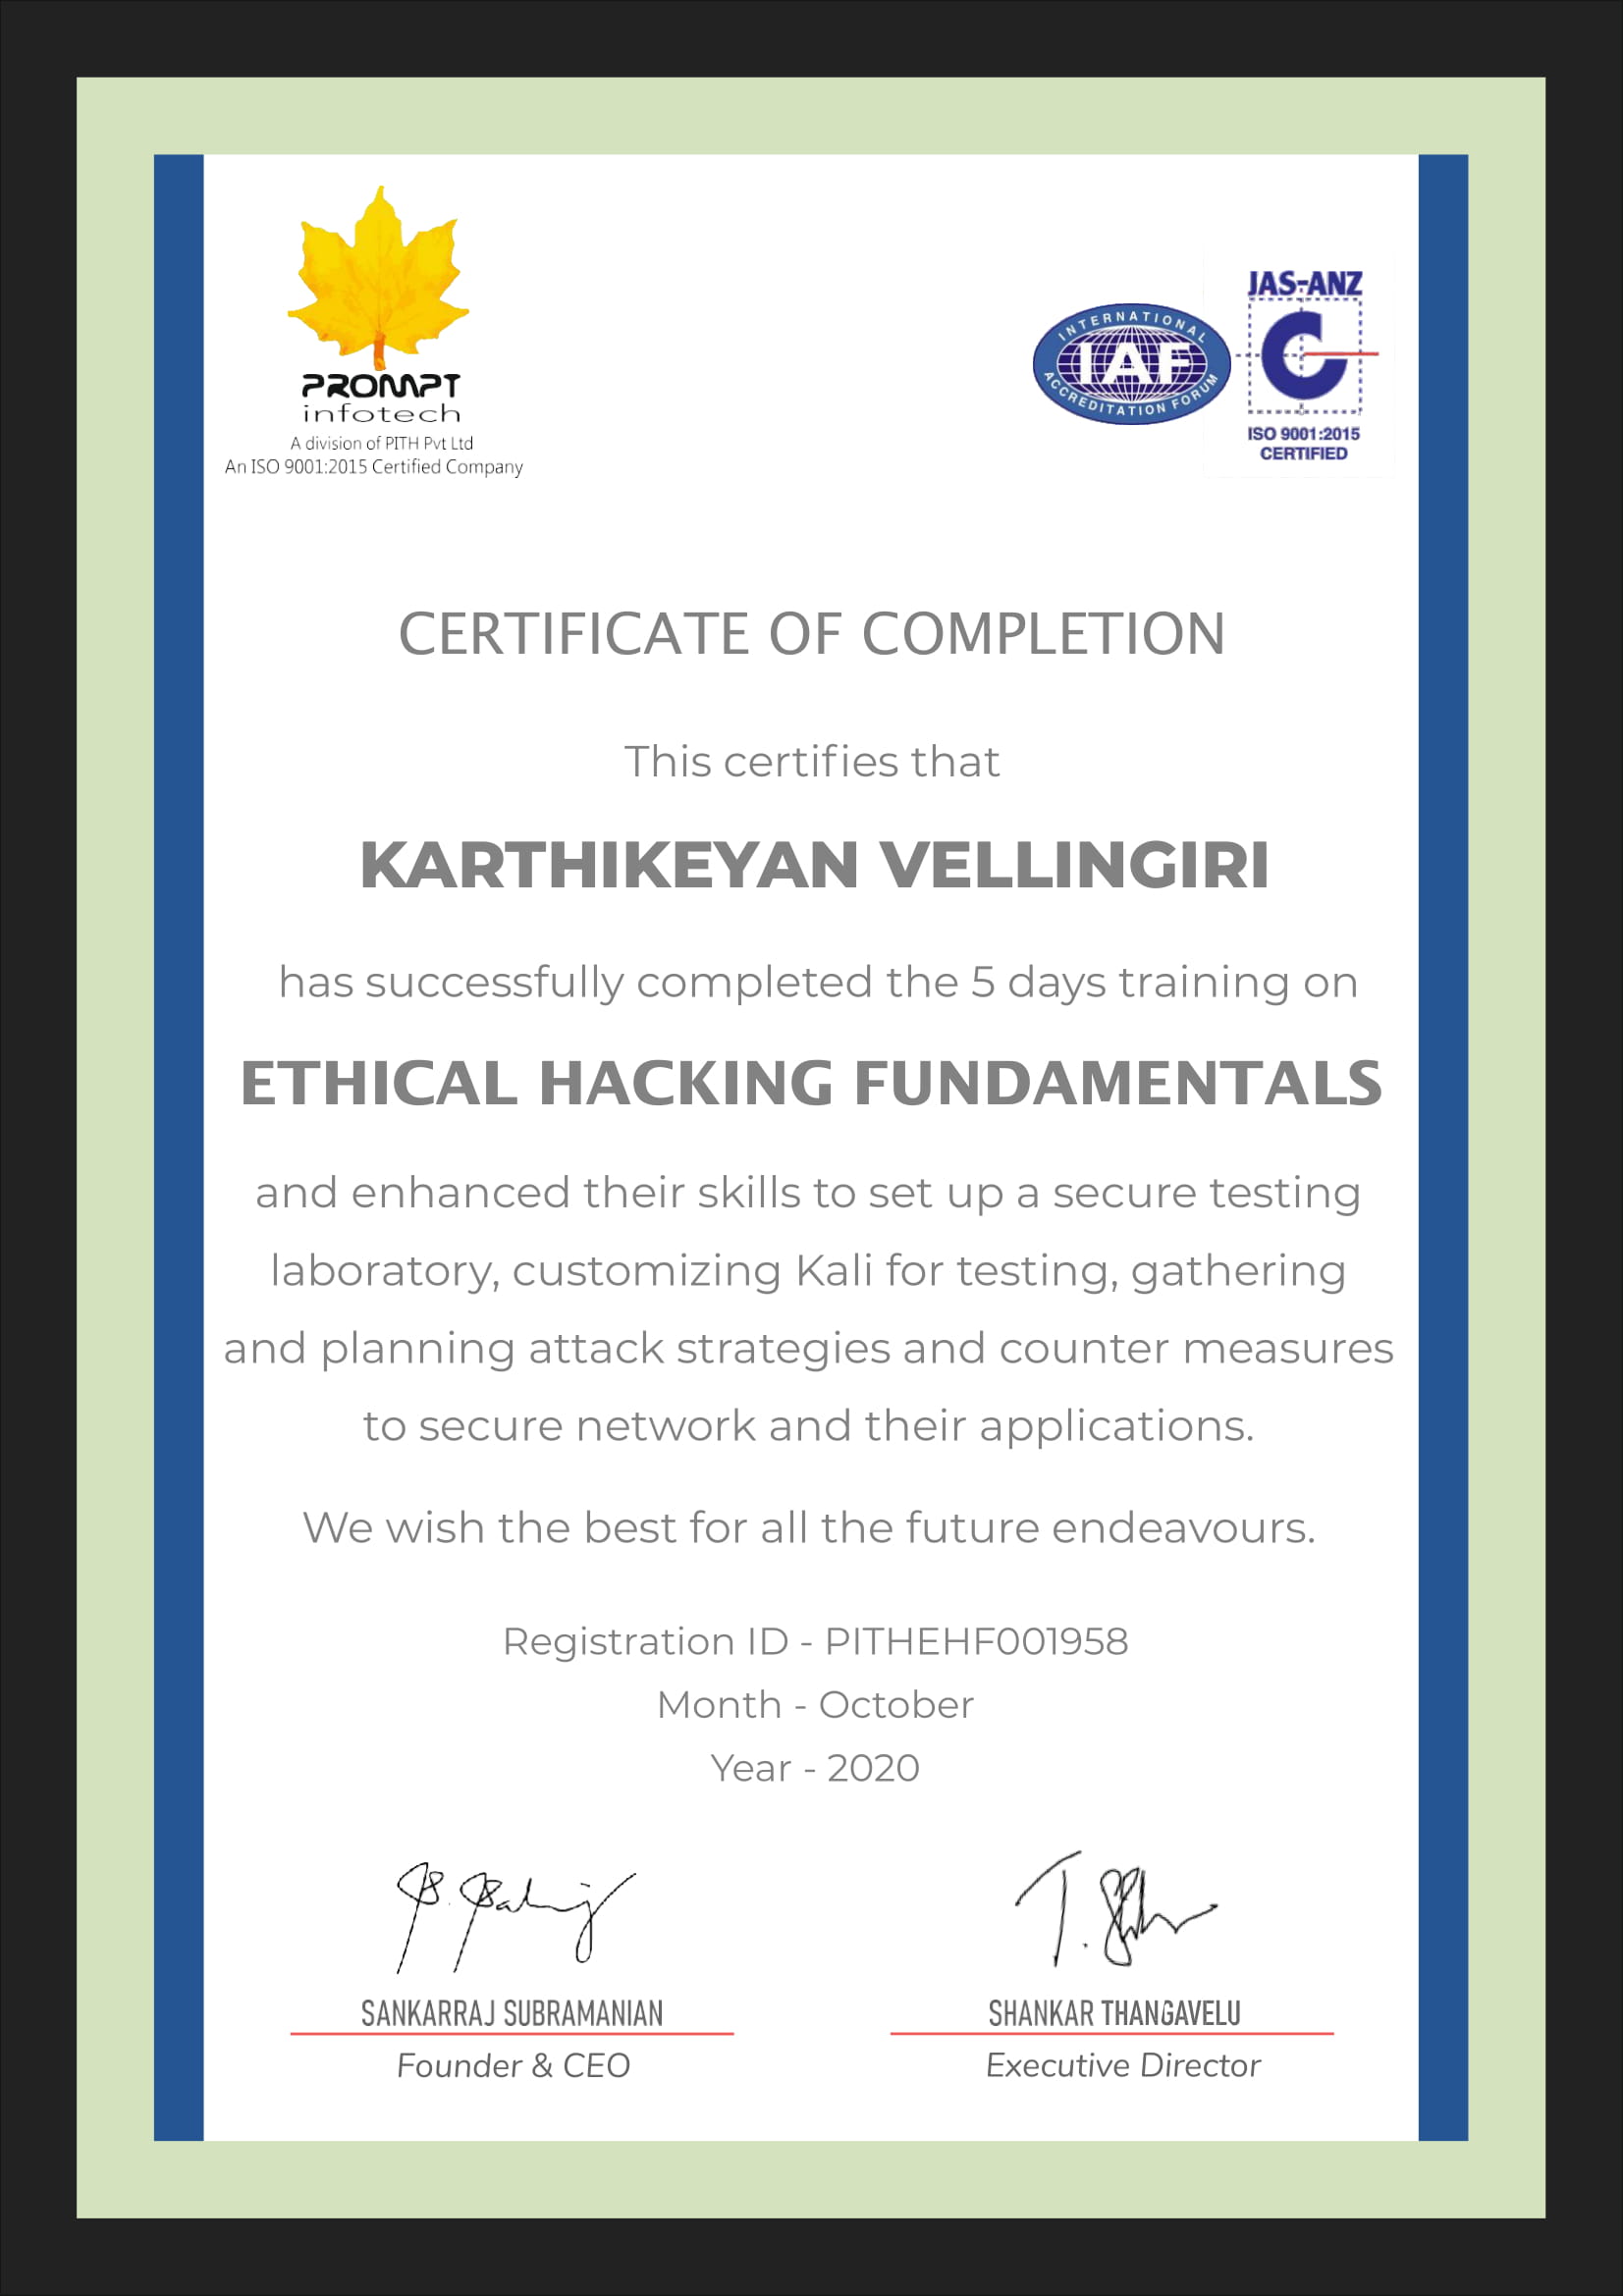 PROMPT
infotech
A division of PITH Pvt Ltd
An ISO 9001:2015 Certified Company
INTERNATIONAL
IAF
ACCREDITATION FORUM
JAS-ANZ
C
ISO 9001:2015
CERTIFIED
CERTIFICATE OF COMPLETION
This certifies that
KARTHIKEYAN VELLINGIRI
has successfully completed the 5 days training on
ETHICAL HACKING FUNDAMENTALS
and enhanced their skills to set up a secure testing
laboratory, customizing Kali for testing, gathering
and planning attack strategies and counter measures
to secure network and their applications.
We wish the best for all the future endeavours.
Registration ID - PITHEHF001958
Month - October
Year - 2020
SANKARRAJ SUBRAMANIAN
Founder & CEO
SHANKAR THANGAVELU
Executive Director